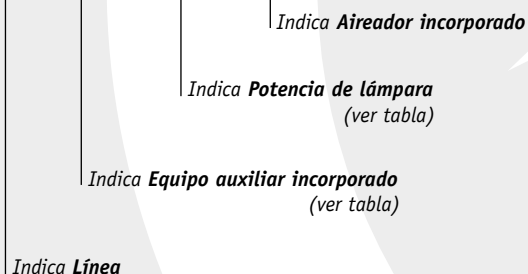 Indica Aireador incorporado
Indica Potencia de lámpara
(ver tabla)
Indica Equipo auxiliar incorporado
(ver tabla)
Indica Línea